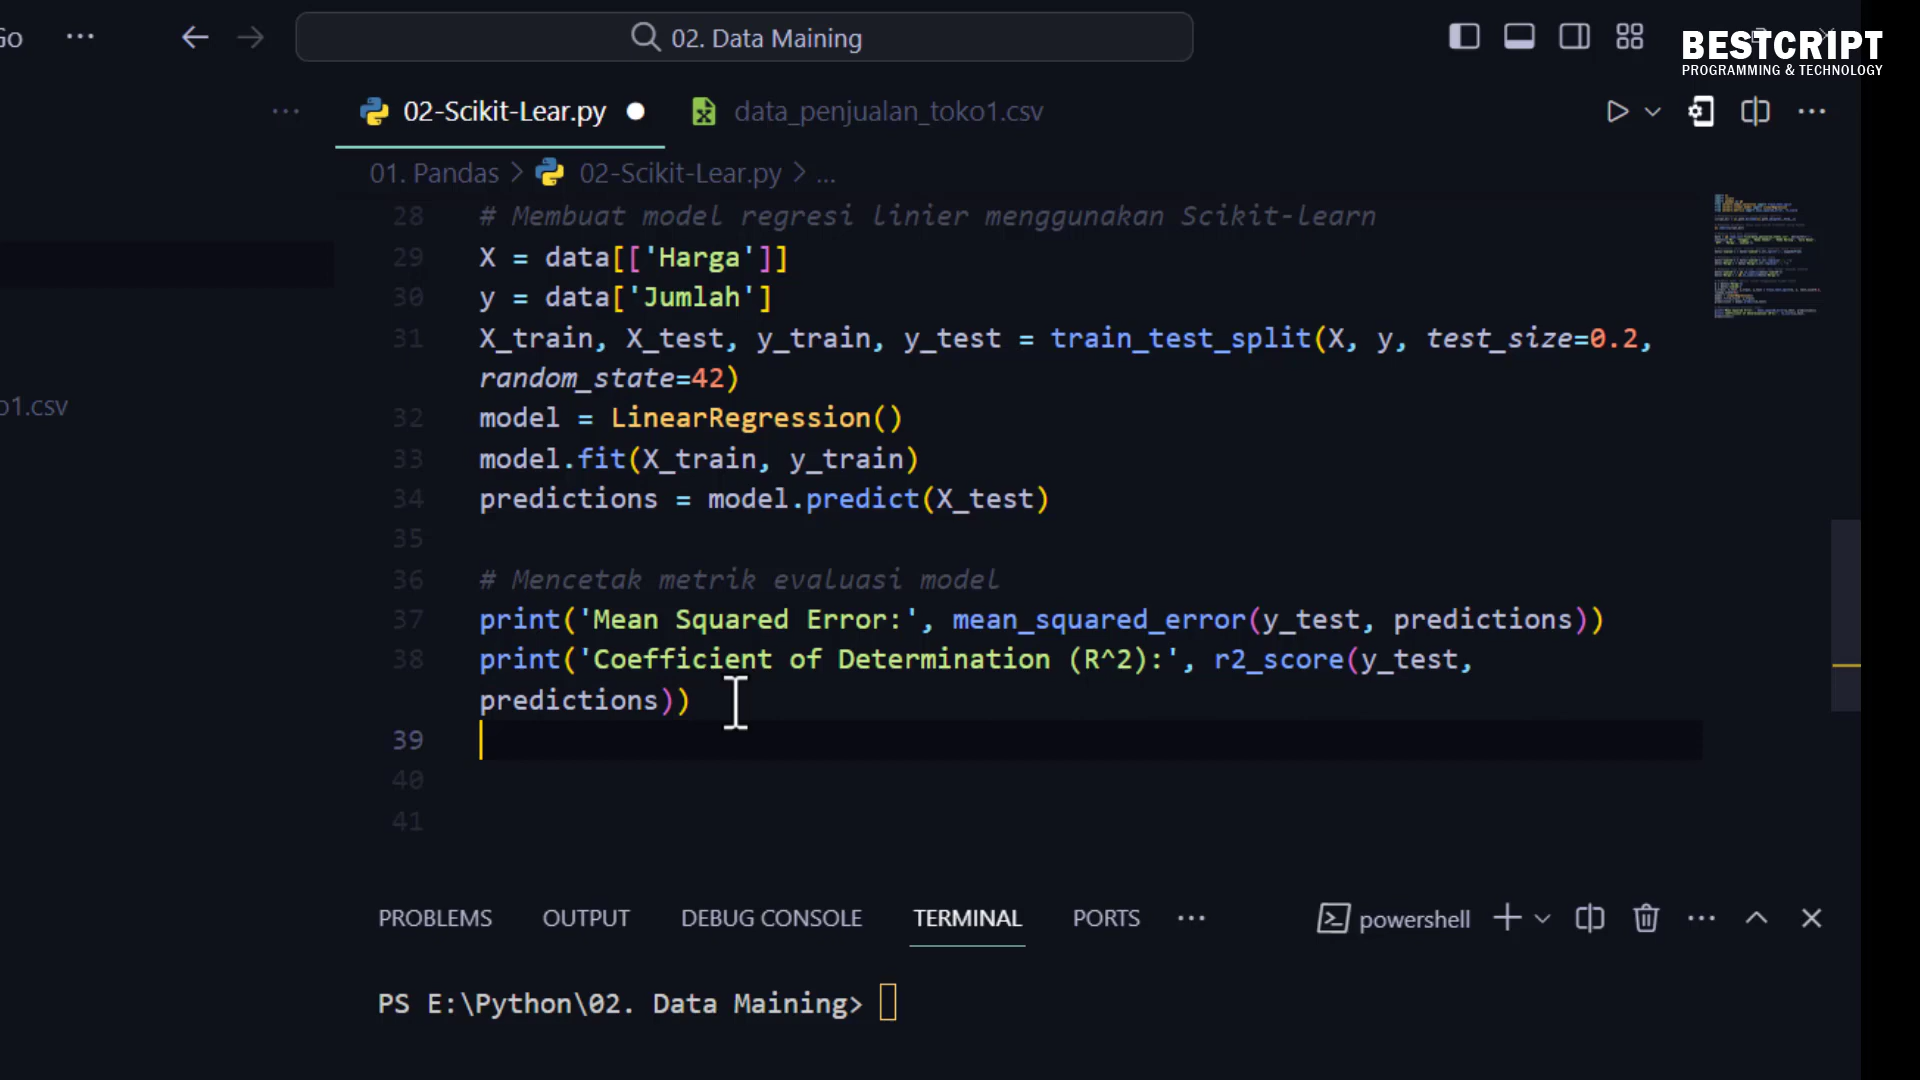 Go ··· 02. Data Maining
BESTCRIPT
PROGRAMMING & TECHNOLOGY
··· 02-Scikit-Lear.py data_penjualan_toko1.csv ···
01. Pandas > 02-Scikit-Lear.py > ...
28 # Membuat model regresi linier menggunakan Scikit-learn
29 X = data[['Harga']]
30 y = data['Jumlah']
31 X_train, X_test, y_train, y_test = train_test_split(X, y, test_size=0.2,
random_state=42)
o1.csv
32 model = LinearRegression()
33 model.fit(X_train, y_train)
34 predictions = model.predict(X_test)
35
36 # Mencetak metrik evaluasi model
37 print('Mean Squared Error:', mean_squared_error(y_test, predictions))
38 print('Coefficient of Determination (R^2):', r2_score(y_test,
predictions))
39
40
41
PROBLEMS OUTPUT DEBUG CONSOLE TERMINAL PORTS ··· powershell ···
PS E:\Python\02. Data Maining>